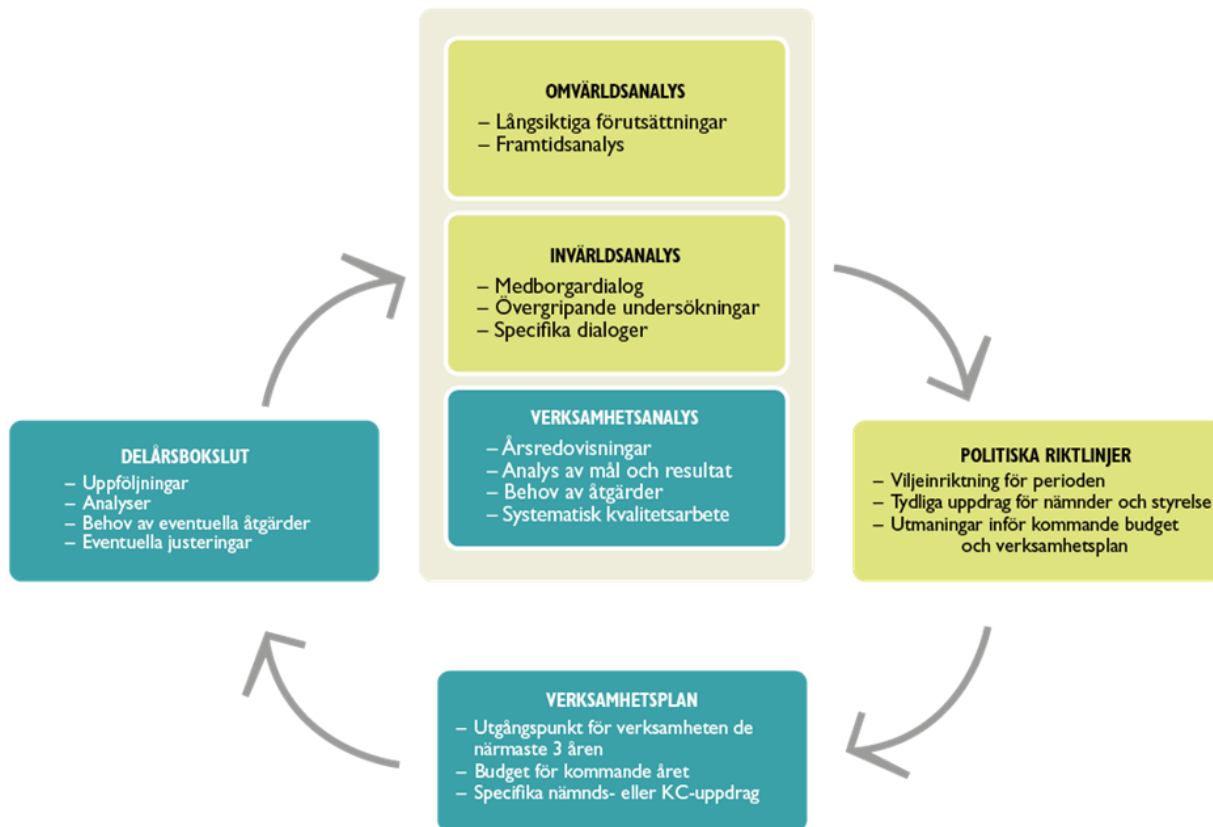 OMVÄRLDSANALYS
– Långsiktiga förutsättningar
– Framtidsanalys
INVÄRLDSANALYS
– Medborgardialog
– Övergripande undersökningar
– Specifika dialoger
VERKSAMHETSANALYS
– Årsredovisningar
– Analys av mål och resultat
– Behov av åtgärder
– Systematisk kvalitetsarbete
POLITISKA RIKTLINJER
– Viljeinriktning för perioden
– Tydliga uppdrag för nämnder och styrelse
– Utmaningar inför kommande budget
och verksamhetsplan
VERKSAMHETSPLAN
– Utgångspunkt för verksamheten de
närmaste 3 åren
– Budget för kommande året
– Specifika nämnds- eller KC-uppdrag
DELÅRSBOKSLUT
– Uppföljningar
– Analyser
– Behov av eventuella åtgärder
– Eventuella justeringar